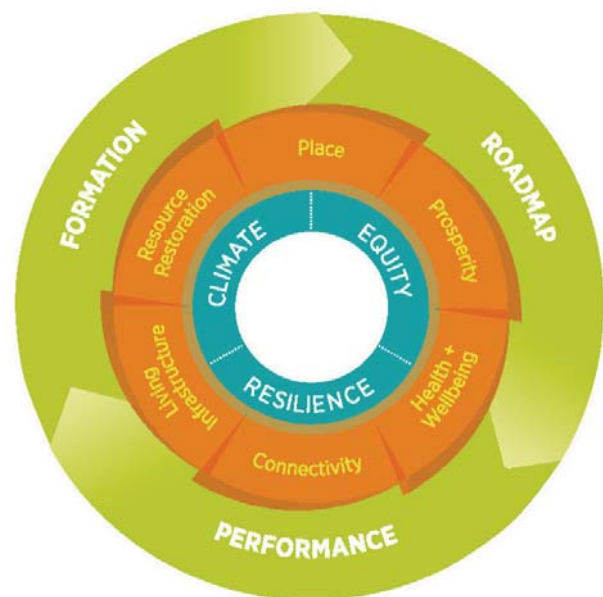 FORMATION
ROADMAP
PERFORMANCE
Place
Prosperity
Health +
Wellbeing
Connectivity
Living
Infrastructure
Resource
Restoration
CLIMATE
EQUITY
RESILIENCE